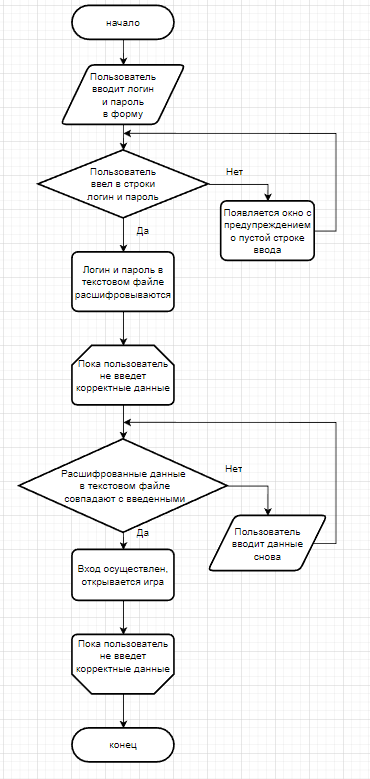 начало
Пользователь
вводит логин
и пароль
в форму
Пользователь
ввел в строки
логин и пароль
Нет
Появляется окно с
предупреждением
о пустой строке
ввода
Да
Логин и пароль в
текстовом файле
расшифровываются
Пока пользователь
не введет
корректные данные
Расшифрованные данные
в текстовом файле
совпадают с введенными
Нет
Пользователь
вводит данные
снова
Да
Вход осуществлен,
открывается игра
Пока пользователь
не введет
корректные данные
конец